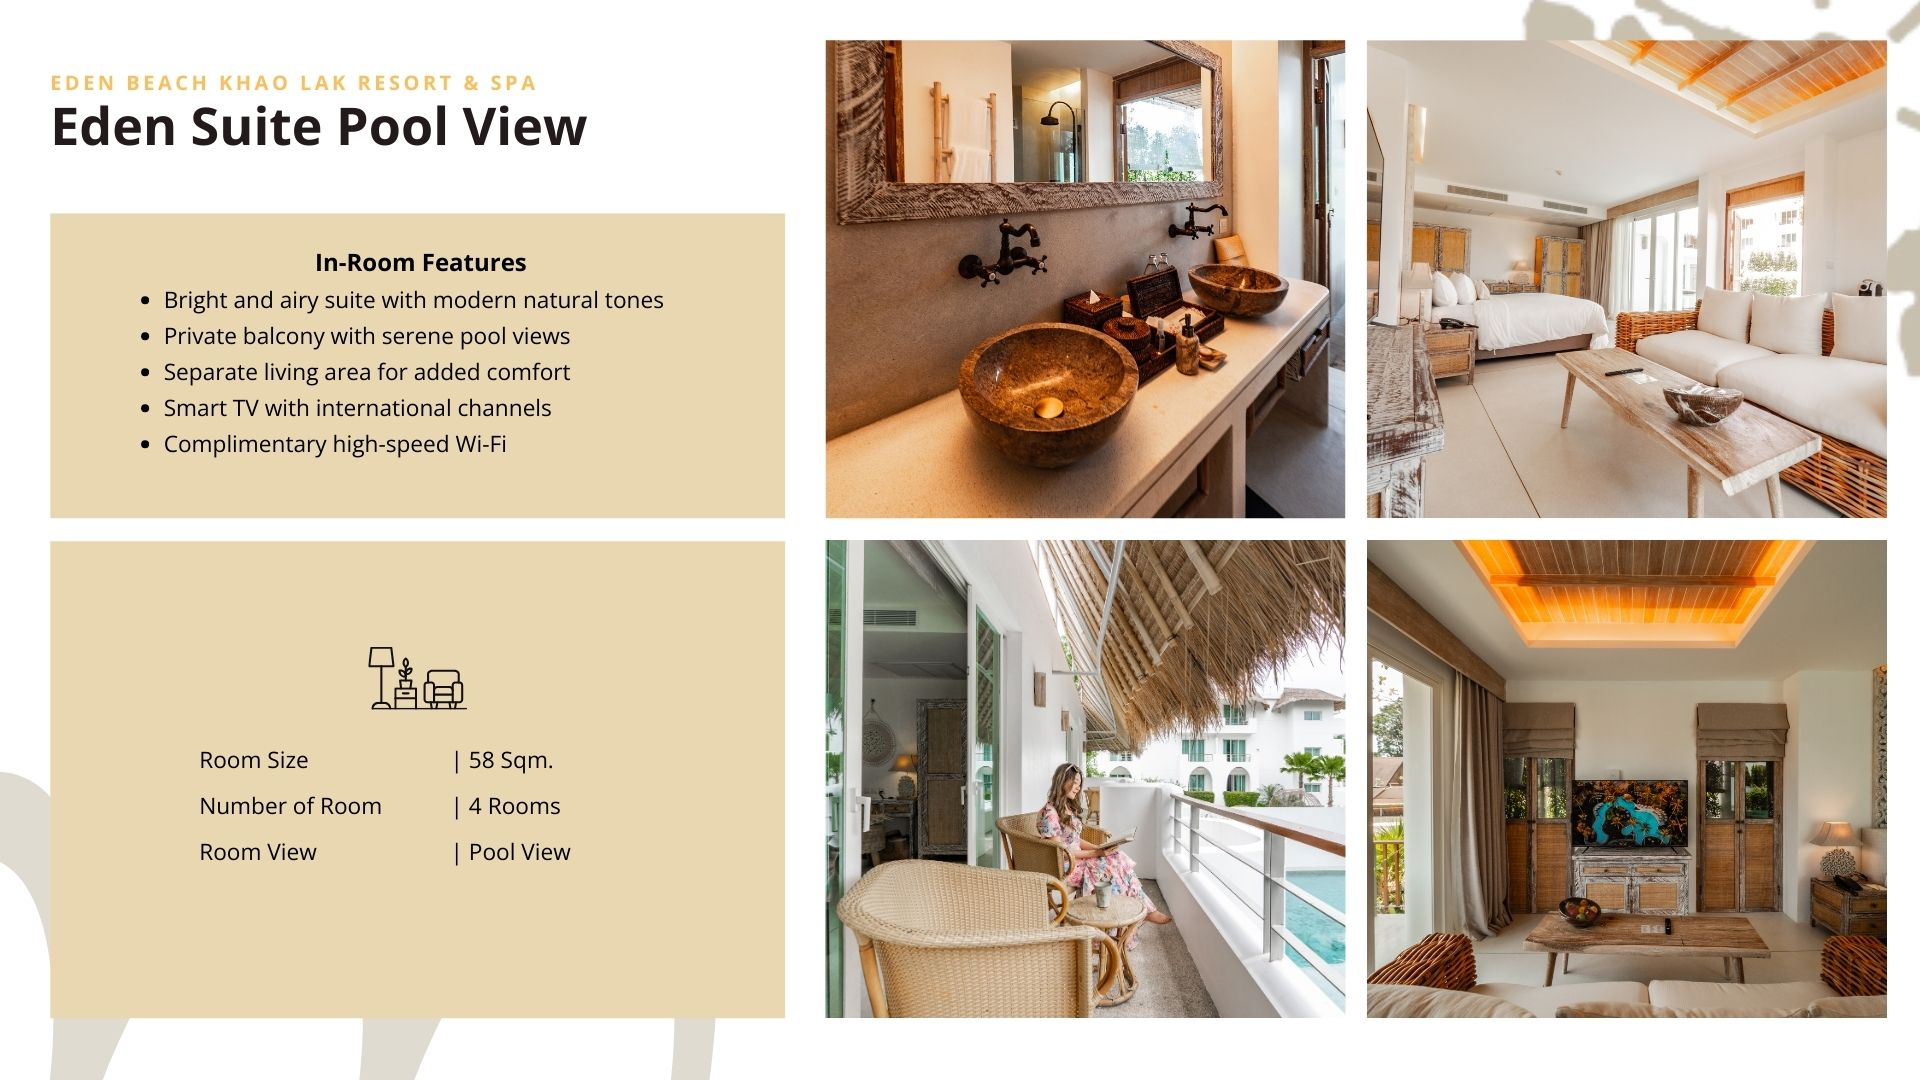 EDEN BEACH KHAO LAK RESORT & SPA
Eden Suite Pool View
In-Room Features
• Bright and airy suite with modern natural tones
• Private balcony with serene pool views
• Separate living area for added comfort
• Smart TV with international channels
• Complimentary high-speed Wi-Fi
Room Size | 58 Sqm.
Number of Room | 4 Rooms
Room View | Pool View